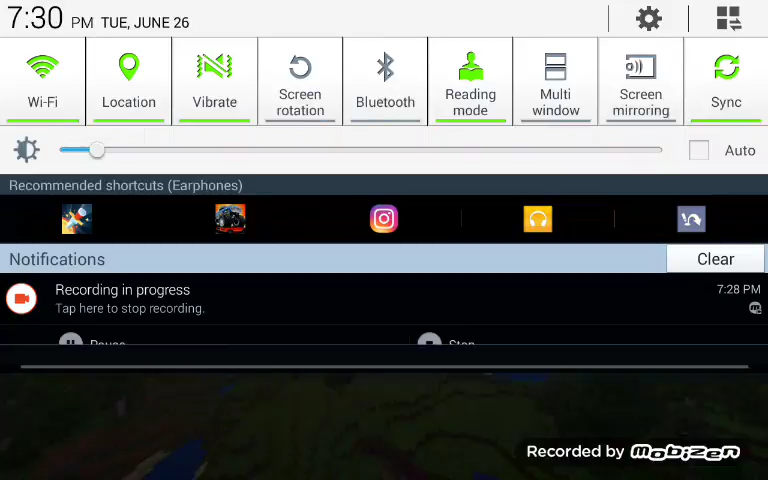 7:30 PM TUE, JUNE 26
Wi-Fi
Location
Vibrate
Screen
rotation
Bluetooth
Reading
mode
Multi
window
Screen
mirroring
Sync
Auto
Recommended shortcuts (Earphones)
Notifications
Clear
Recording in progress
7:28 PM
Tap here to stop recording.
Pause
Stop
Recorded by Mobizen